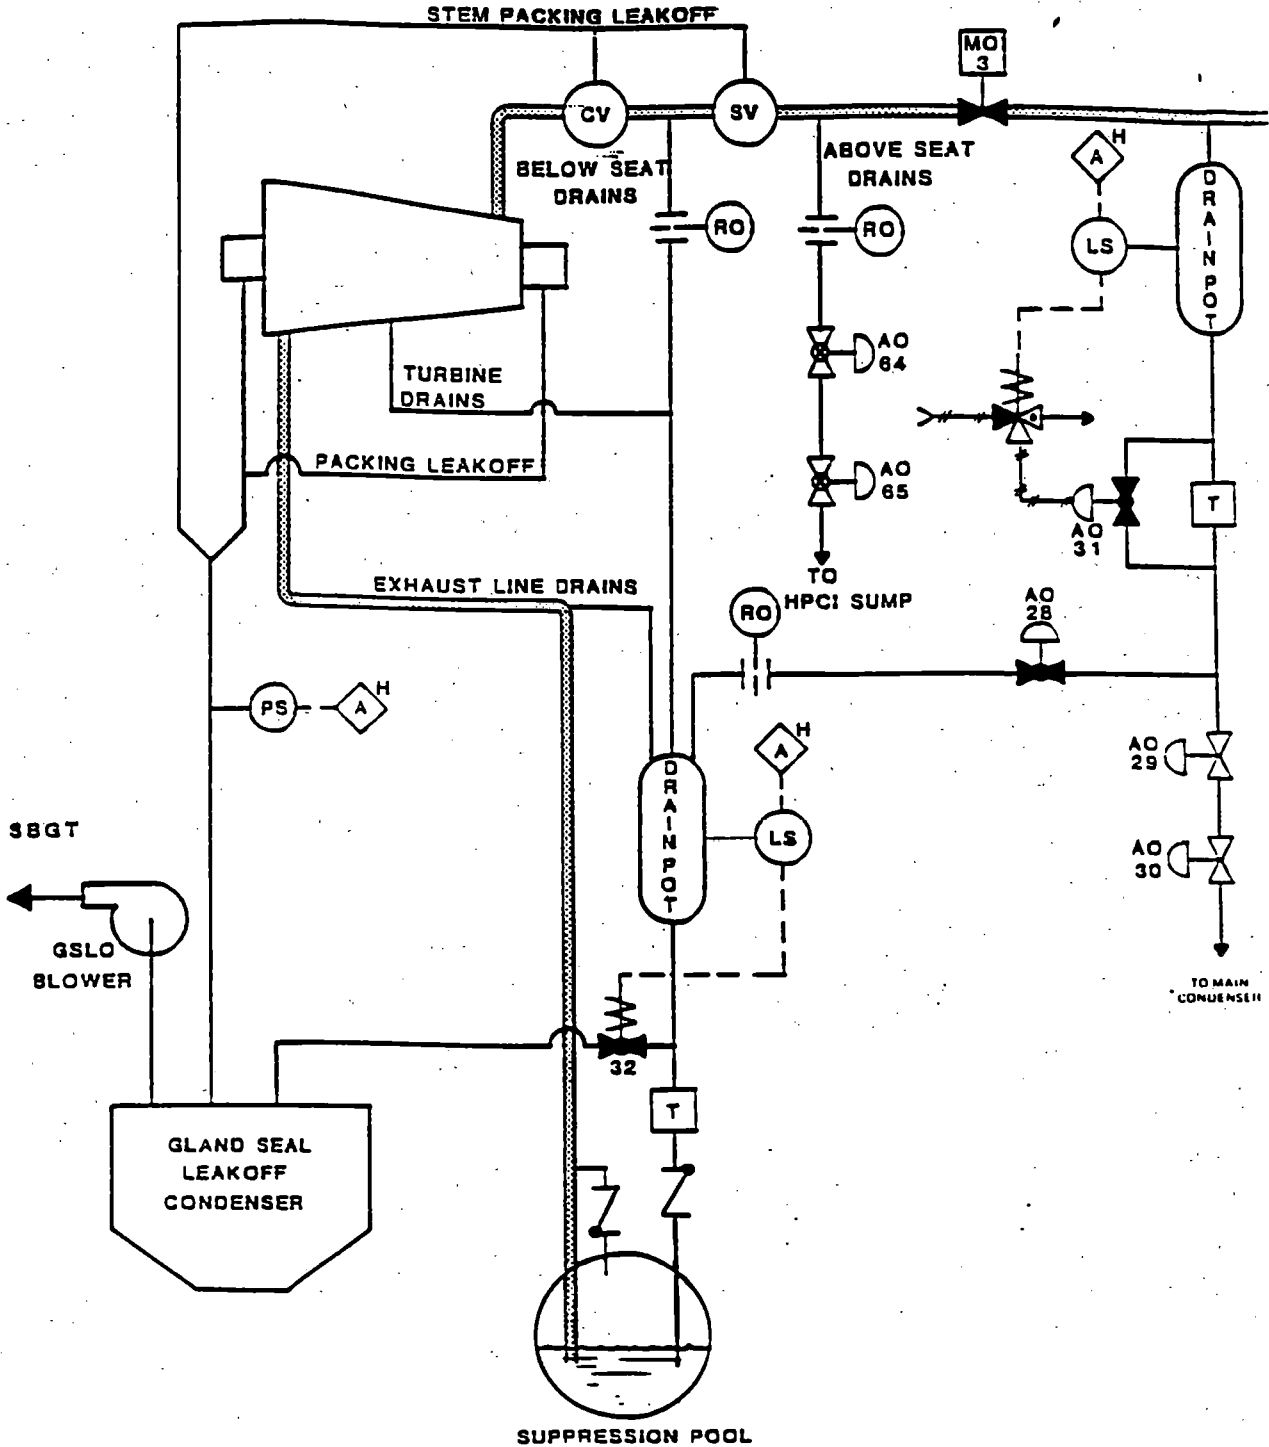 STEM PACKING LEAKOFF
MO
3
CV
SV
H
A
BELOW SEAT
DRAINS
ABOVE SEAT
DRAINS
RO
RO
LS
DRAIN POT
AO
64
TURBINE
DRAINS
PACKING LEAKOFF
AO
65
AO
31
T
TO
HPCI SUMP
EXHAUST LINE DRAINS
RO
AO
28
PS
A
H
A
H
AO
29
DRAIN POT
LS
SBGT
AO
30
GSLO
BLOWER
TO MAIN
CONDENSER
32
T
GLAND SEAL
LEAKOFF
CONDENSER
SUPPRESSION POOL